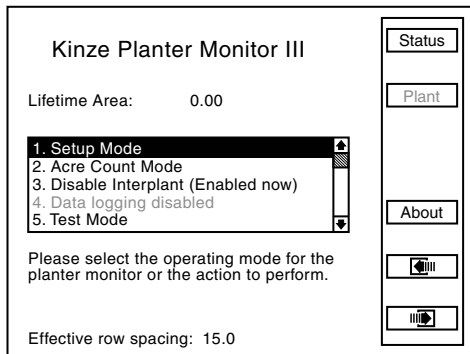 Kinze Planter Monitor III
Lifetime Area: 0.00
1. Setup Mode
2. Acre Count Mode
3. Disable Interplant (Enabled now)
4. Data logging disabled
5. Test Mode
Please select the operating mode for the
planter monitor or the action to perform.
Effective row spacing: 15.0
Status
Plant
About